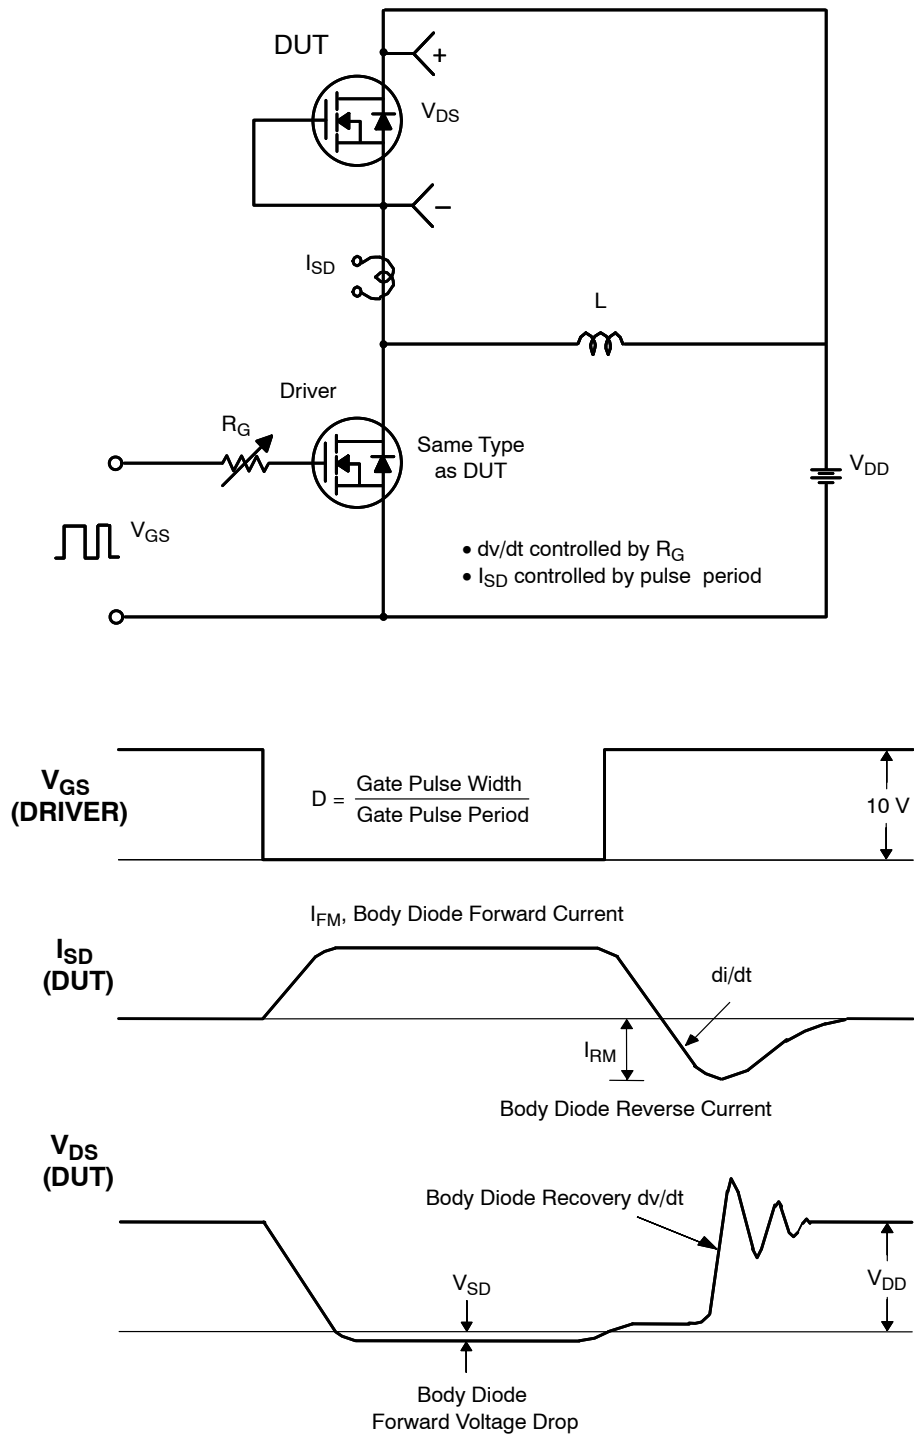 DUT
+
V_DS
−
I_SD
L
Driver
R_G
Same Type
as DUT
V_DD
V_GS
• dv/dt controlled by R_G
• I_SD controlled by pulse period
V_GS
(DRIVER)
D = Gate Pulse Width
Gate Pulse Period
10 V
I_FM, Body Diode Forward Current
I_SD
(DUT)
di/dt
I_RM
Body Diode Reverse Current
V_DS
(DUT)
Body Diode Recovery dv/dt
V_SD
V_DD
Body Diode
Forward Voltage Drop